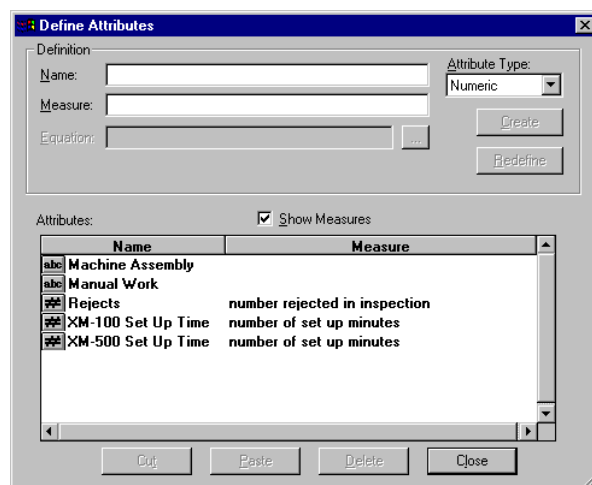 Define Attributes
Definition
Name:
Attribute Type:
Numeric
Measure:
Create
Equation:
...
Redefine
Attributes:
Show Measures
Name Measure
abc Machine Assembly
abc Manual Work
## Rejects number rejected in inspection
## XM-100 Set Up Time number of set up minutes
## XM-500 Set Up Time number of set up minutes
Cut Paste Delete Close